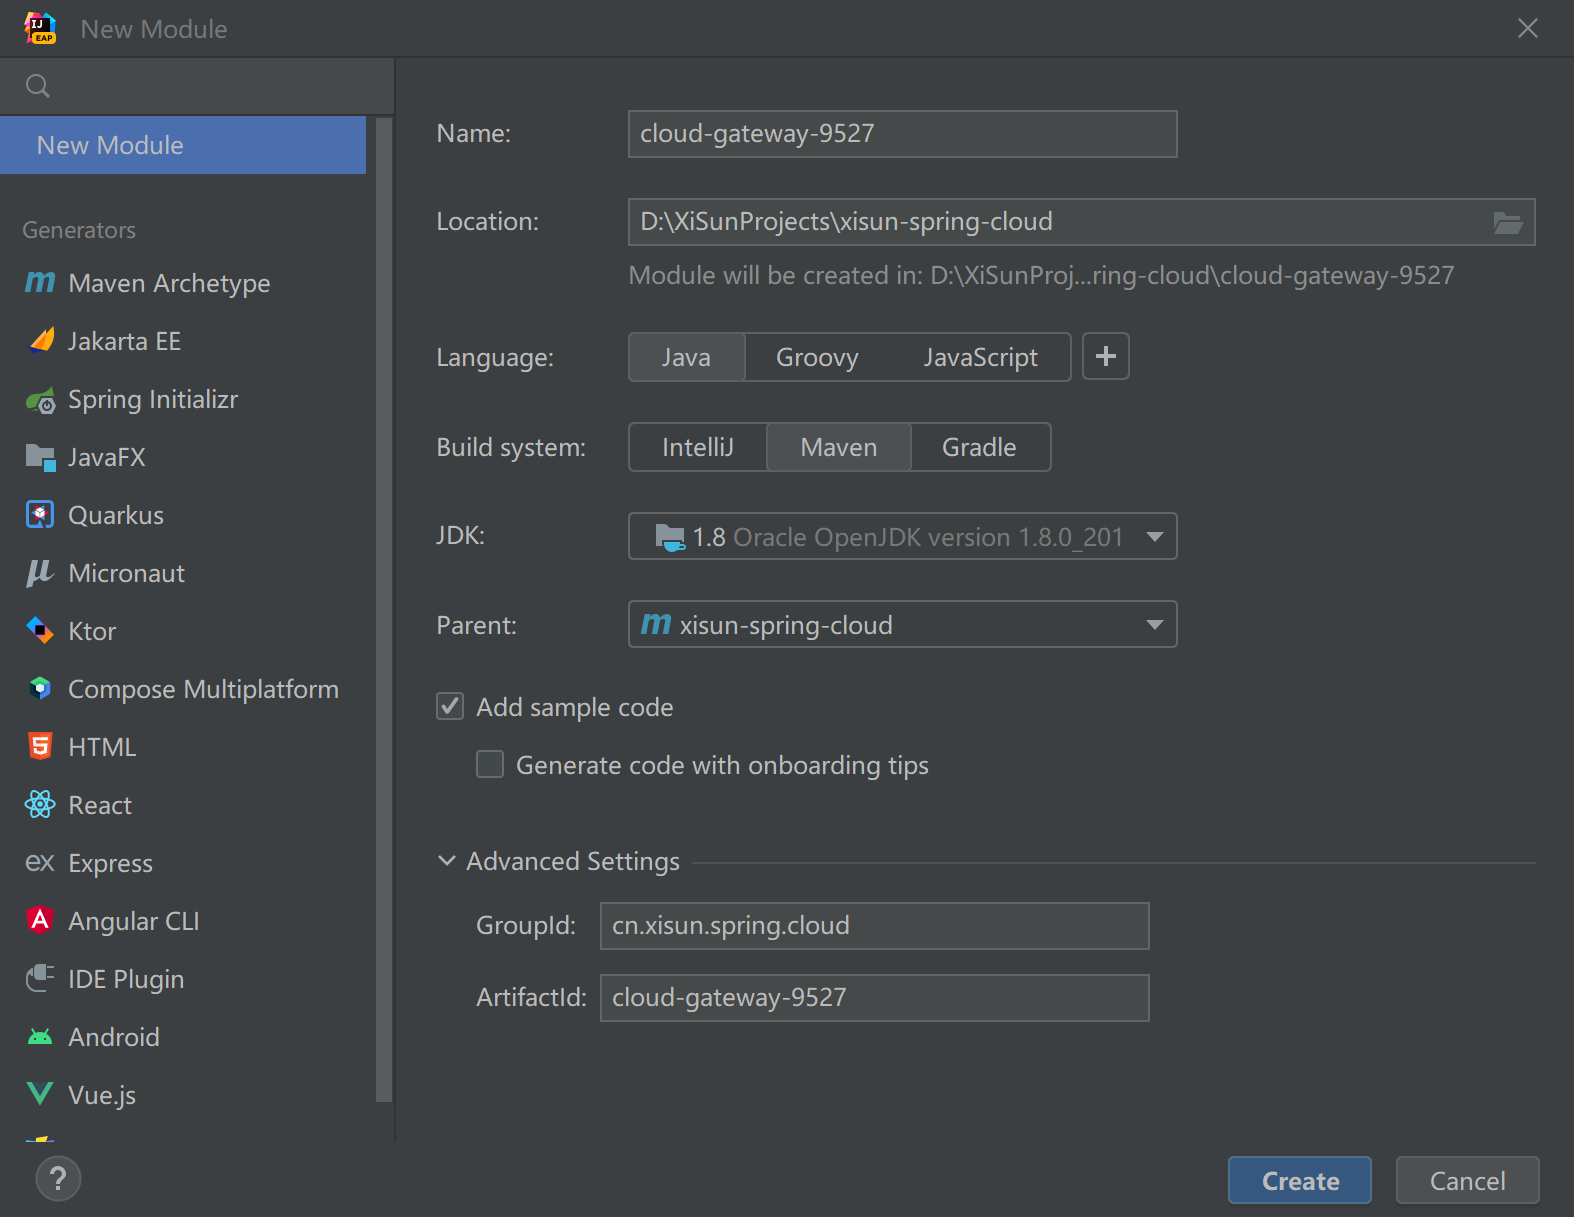 IJ
EAP
New Module
New Module
Generators
m Maven Archetype
Jakarta EE
Spring Initializr
JavaFX
Quarkus
μ Micronaut
Ktor
Compose Multiplatform
5 HTML
React
ex Express
A Angular CLI
IDE Plugin
Android
Vue.js
?
Name: cloud-gateway-9527
Location: D:\XiSunProjects\xisun-spring-cloud
Module will be created in: D:\XiSunProj...ring-cloud\cloud-gateway-9527
Language: Java Groovy JavaScript +
Build system: IntelliJ Maven Gradle
JDK: 1.8 Oracle OpenJDK version 1.8.0_201
Parent: m xisun-spring-cloud
Add sample code
Generate code with onboarding tips
Advanced Settings
GroupId: cn.xisun.spring.cloud
ArtifactId: cloud-gateway-9527
Create Cancel